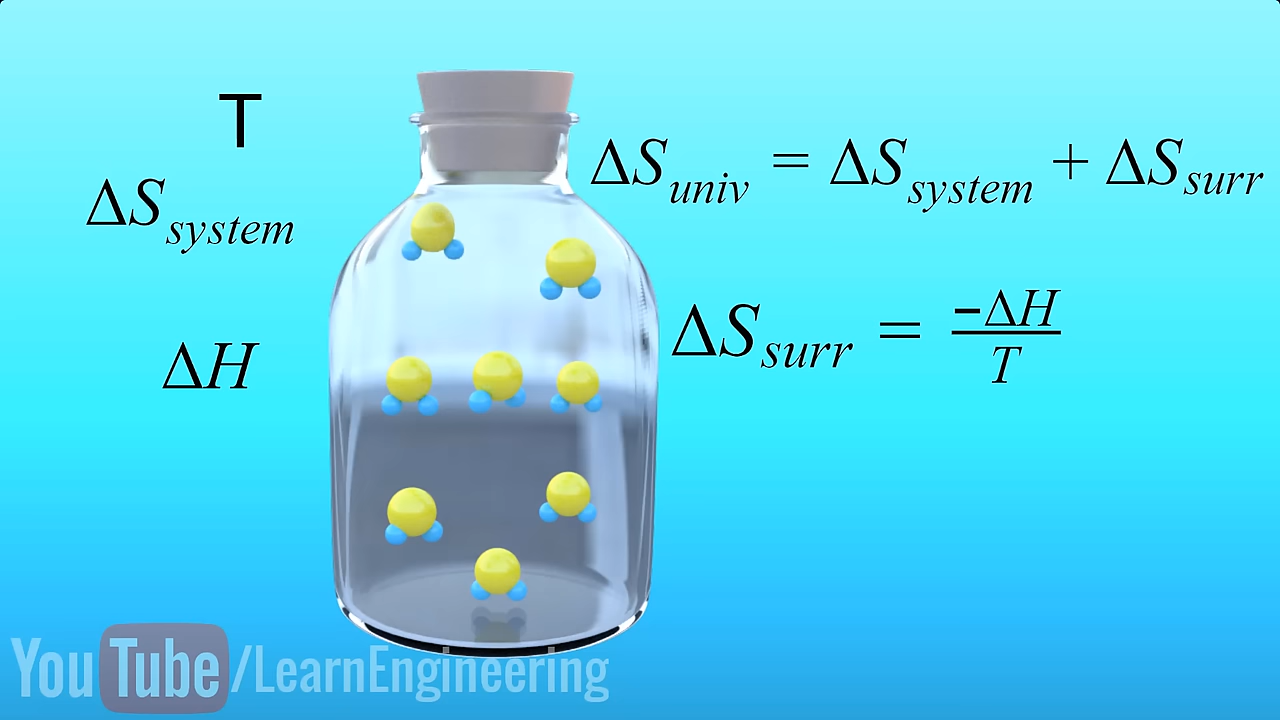 T
ΔS_system
ΔH
ΔS_univ = ΔS_system + ΔS_surr
ΔS_surr = −ΔH/T
YouTube/LearnEngineering